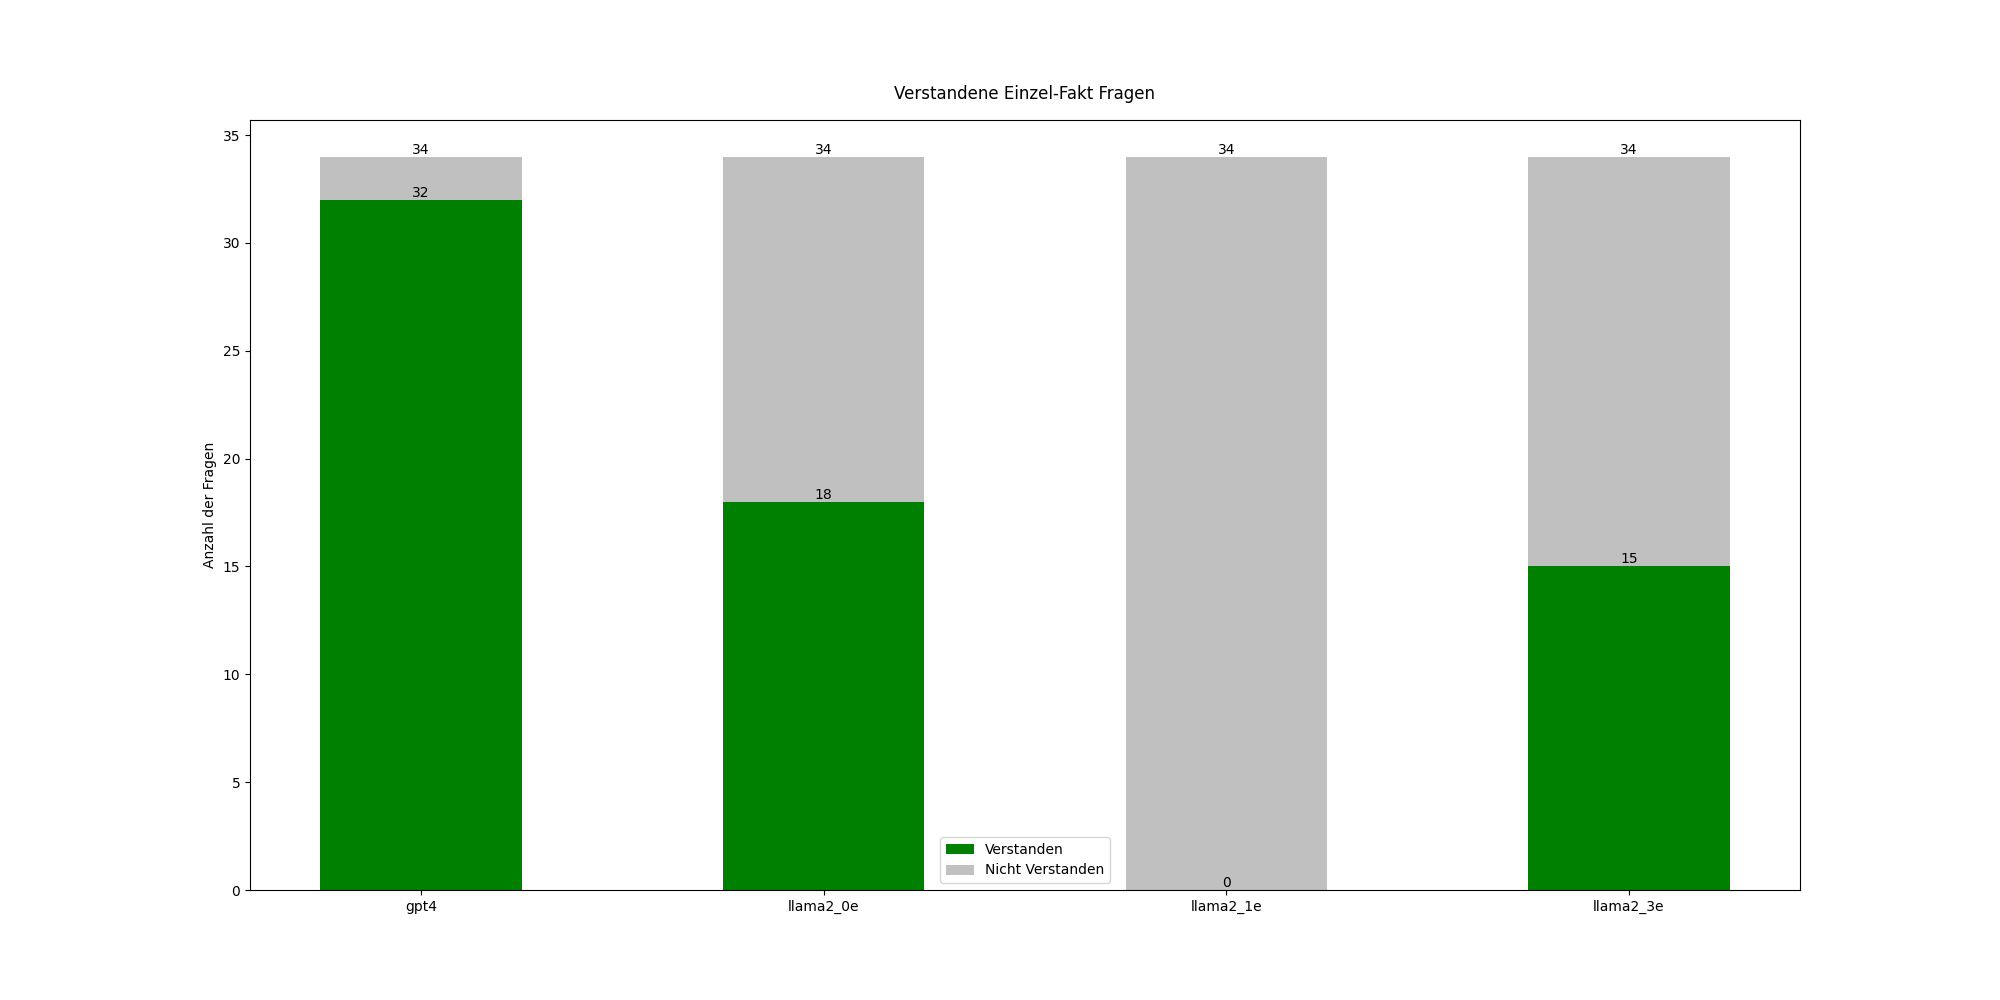 Verstandene Einzel-Fakt Fragen
Anzahl der Fragen
35
30
25
20
15
10
5
0
34
32
34
18
34
0
34
15
Verstanden
Nicht Verstanden
gpt4
llama2_0e
llama2_1e
llama2_3e